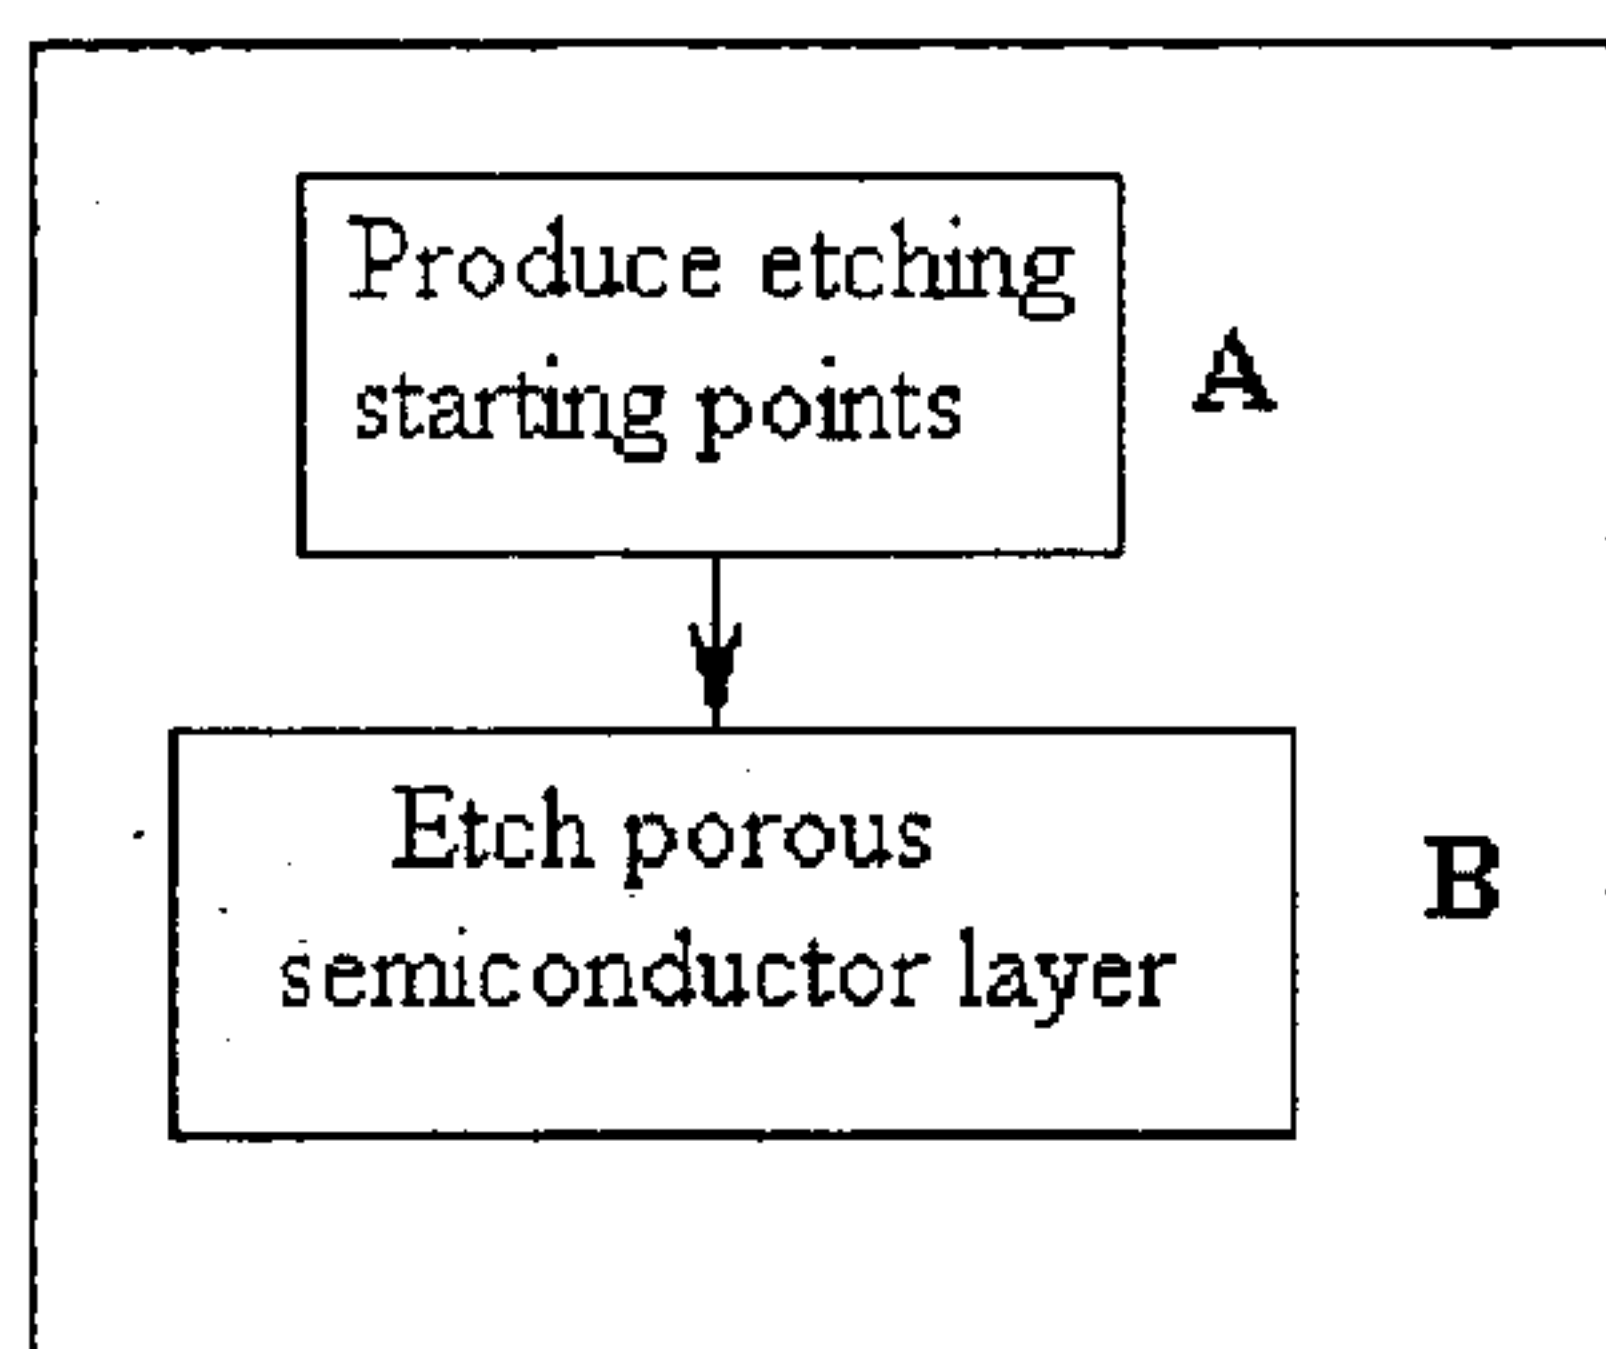 Produce etching
starting points
A
Etch porous
semiconductor layer
B